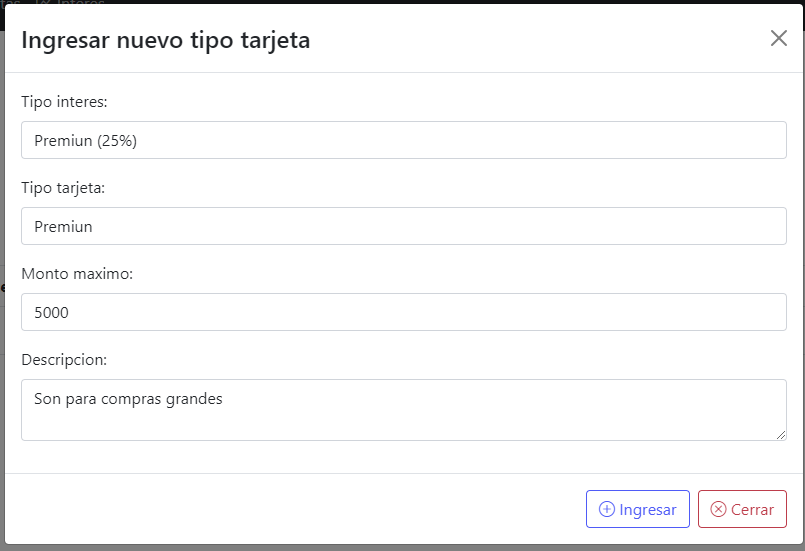 Ingresar nuevo tipo tarjeta
Tipo interes:
Premiun (25%)
Tipo tarjeta:
Premiun
Monto maximo:
5000
Descripcion:
Son para compras grandes
Ingresar
Cerrar